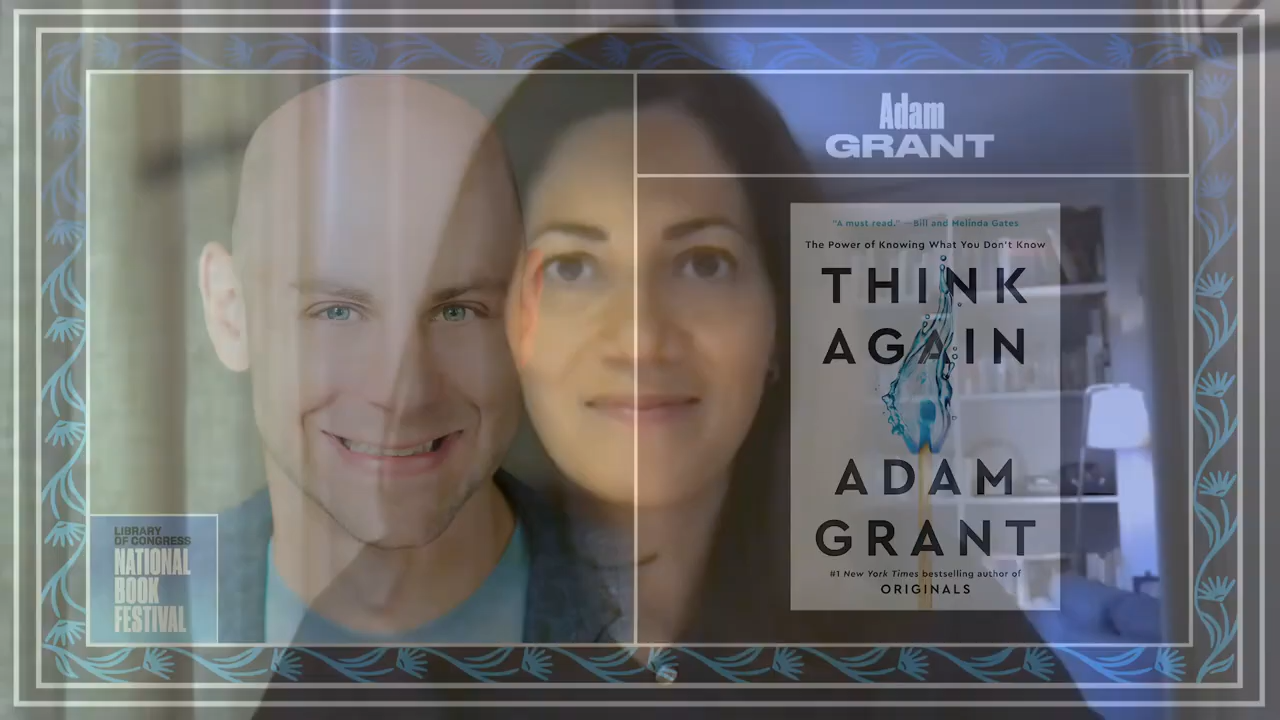 Adam
GRANT
"A must read." —Bill and Melinda Gates
The Power of Knowing What You Don't Know
THINK
AGAIN
ADAM
GRANT
#1 New York Times bestselling author of
ORIGINALS
LIBRARY
OF CONGRESS
NATIONAL
BOOK
FESTIVAL